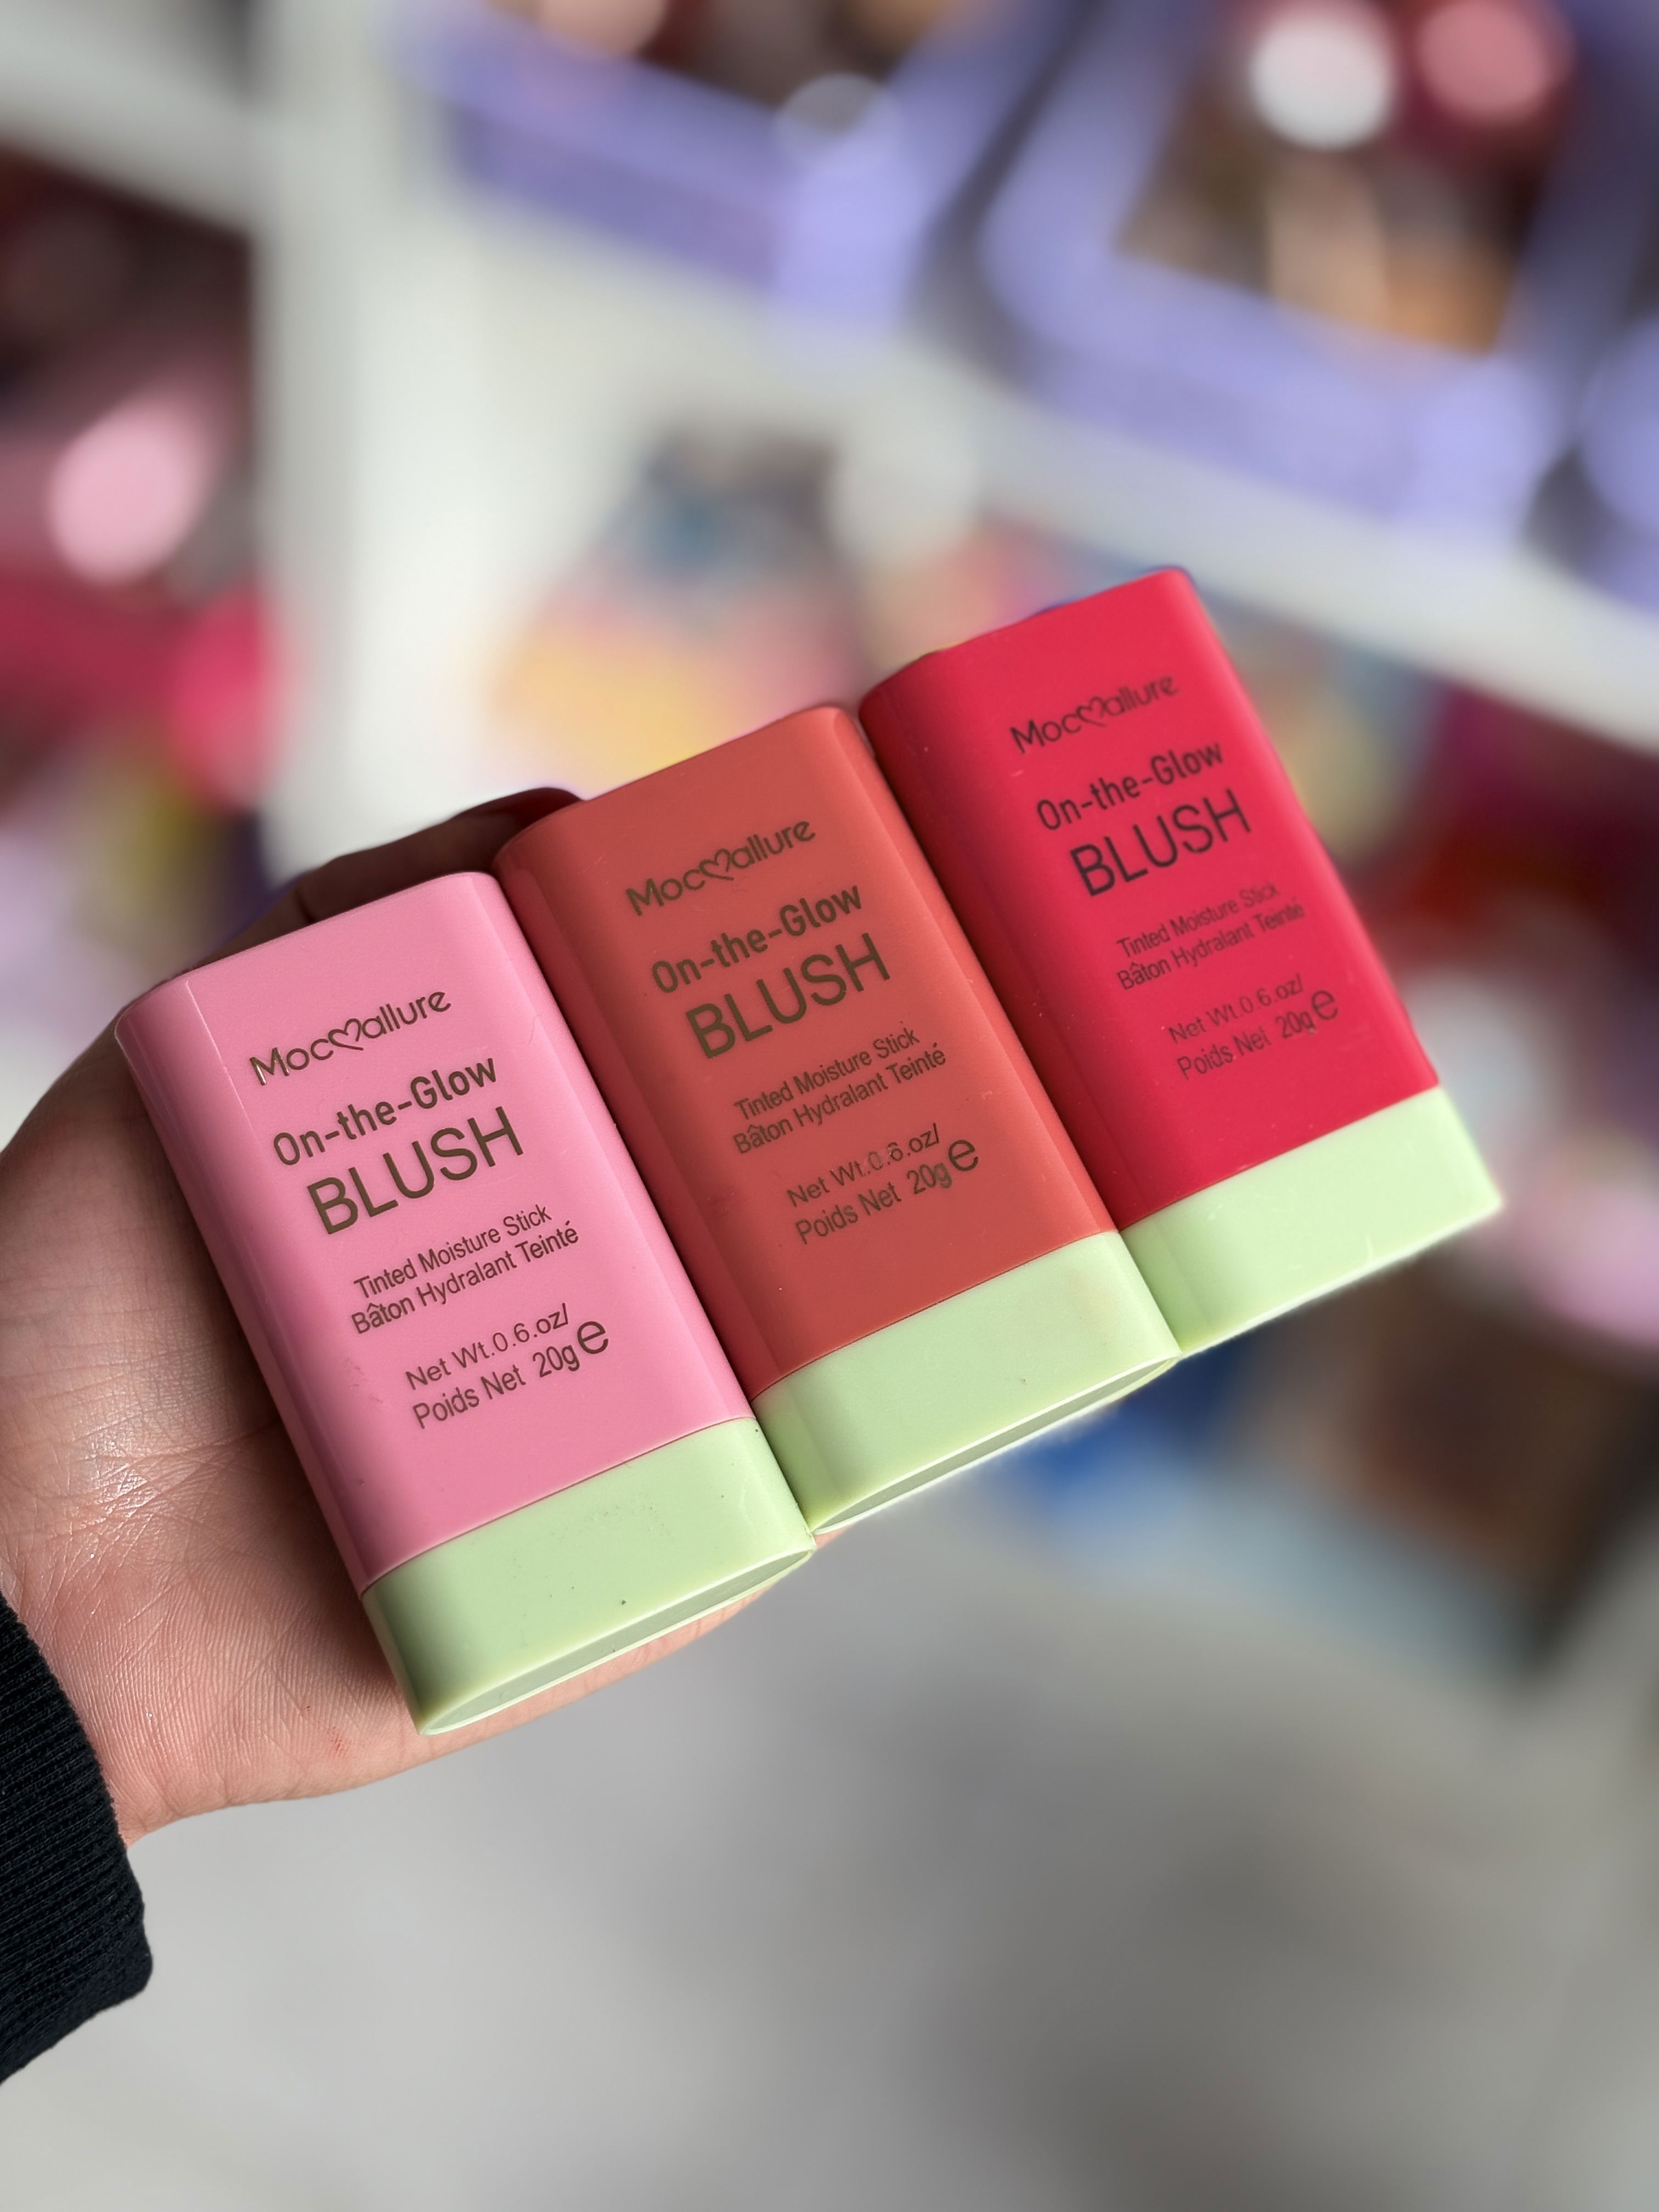 Mocallure
On-the-Glow
BLUSH
Tinted Moisture Stick
Bâton Hydralant Teinté
Net Wt.0.6.oz/
Poids Net 20g e
Mocallure
On-the-Glow
BLUSH
Tinted Moisture Stick
Bâton Hydralant Teinté
Net Wt.0.6.oz/
Poids Net 20g e
Mocallure
On-the-Glow
BLUSH
Tinted Moisture Stick
Bâton Hydralant Teinté
Net Wt.0.6.oz/
Poids Net 20g e